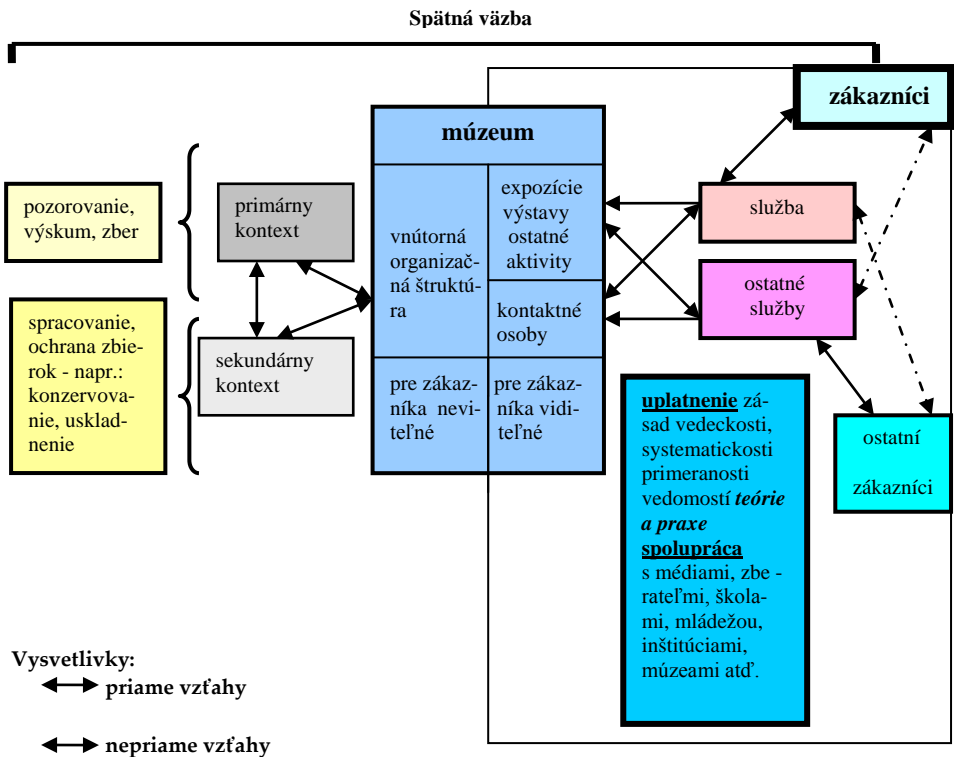 Spätná väzba
zákazníci
múzeum
pozorovanie,
výskum, zber
primárny
kontext
vnútorná
organizač-
ná štruktú-
ra
expozície
výstavy
ostatné
aktivity
služba
ostatné
služby
kontaktné
osoby
spracovanie,
ochrana zbie-
rok - napr.:
konzervova-
nie, usklad-
nenie
sekundárny
kontext
pre zákaz-
níka nevi-
teľné
pre zákaz-
níka vidi-
teľné
uplatnenie zá-
sad vedeckosti,
systematickosti
primeranosti
vedomostí teórie
a praxe
spolupráca
s médiami, zbe -
rateľmi, škola-
mi, mládežou,
inštitúciami,
múzeami atď.
ostatní
zákazníci
Vysvetlivky:
priame vzťahy
nepriame vzťahy